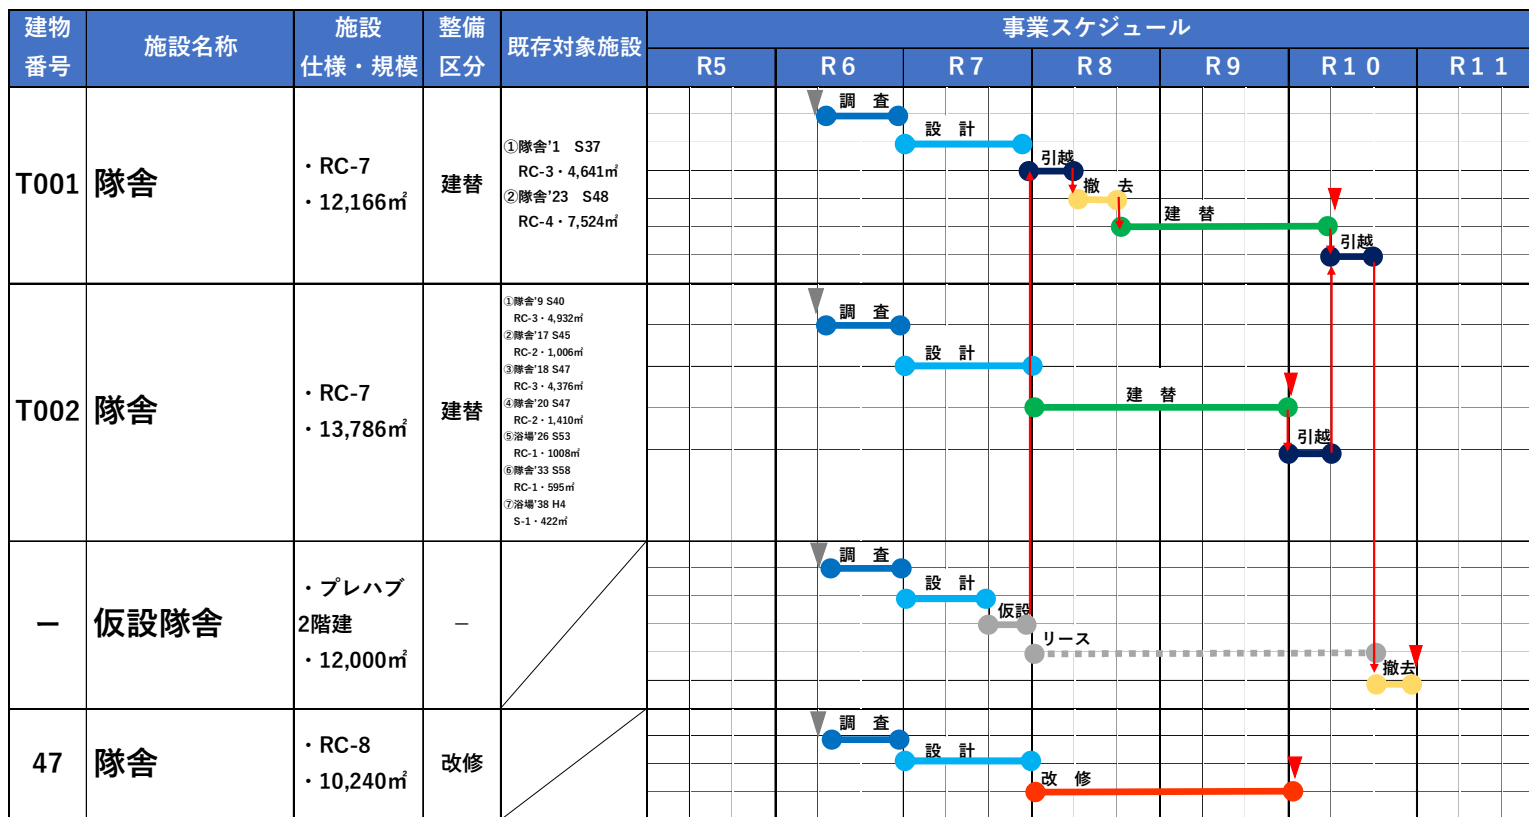 建物
番号
施設名称
施設
仕様・規模
整備
区分
既存対象施設
事業スケジュール
R5
R6
R7
R8
R9
R10
R11
T001
隊舎
・RC-7
・12,166㎡
建替
①隊舎'1 S37
RC-3・4,641㎡
②隊舎'23 S48
RC-4・7,524㎡
調 査
設 計
引越
撤 去
建 替
引越
T002
隊舎
・RC-7
・13,786㎡
建替
①隊舎'9 S40
RC-3・4,932㎡
②隊舎'17 S45
RC-2・1,006㎡
③隊舎'18 S47
RC-3・4,376㎡
④隊舎'20 S47
RC-2・1,410㎡
⑤浴場'26 S53
RC-1・1008㎡
⑥隊舎'33 S58
RC-1・595㎡
⑦浴場'38 H4
S-1・422㎡
調 査
設 計
建 替
引越
ー
仮設隊舎
・プレハブ
2階建
・12,000㎡
－
調 査
設 計
仮設
リース
撤去
47
隊舎
・RC-8
・10,240㎡
改修
調 査
設 計
改 修